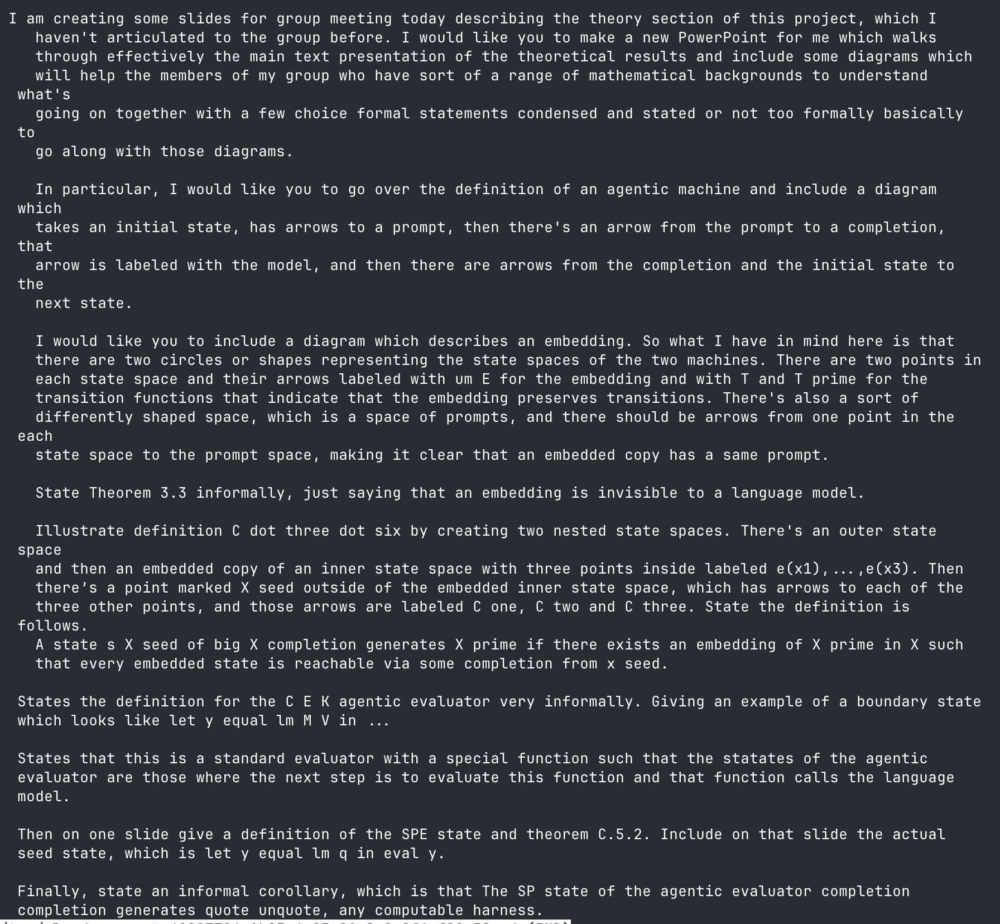 I am creating some slides for group meeting today describing the theory section of this project, which I
haven't articulated to the group before. I would like you to make a new PowerPoint for me which walks
through effectively the main text presentation of the theoretical results and include some diagrams which
will help the members of my group who have sort of a range of mathematical backgrounds to understand
what's
going on together with a few choice formal statements condensed and stated or not too formally basically
to
go along with those diagrams.
In particular, I would like you to go over the definition of an agentic machine and include a diagram
which
takes an initial state, has arrows to a prompt, then there's an arrow from the prompt to a completion,
that
arrow is labeled with the model, and then there are arrows from the completion and the initial state to
the
next state.
I would like you to include a diagram which describes an embedding. So what I have in mind here is that
there are two circles or shapes representing the state spaces of the two machines. There are two points in
each state space and their arrows labeled with um E for the embedding and with T and T prime for the
transition functions that indicate that the embedding preserves transitions. There's also a sort of
differently shaped space, which is a space of prompts, and there should be arrows from one point in the
each
state space to the prompt space, making it clear that an embedded copy has a same prompt.
State Theorem 3.3 informally, just saying that an embedding is invisible to a language model.
Illustrate definition C dot three dot six by creating two nested state spaces. There's an outer state
space
and then an embedded copy of an inner state space with three points inside labeled e(x1),...,e(x3). Then
there’s a point marked X seed outside of the embedded inner state space, which has arrows to each of the
three other points, and those arrows are labeled C one, C two and C three. State the definition is
follows.
A state s X seed of big X completion generates X prime if there exists an embedding of X prime in X such
that every embedded state is reachable via some completion from x seed.
States the definition for the C E K agentic evaluator very informally. Giving an example of a boundary state
which looks like let y equal lm M V in ...
States that this is a standard evaluator with a special function such that the statates of the agentic
evaluator are those where the next step is to evaluate this function and that function calls the language
model.
Then on one slide give a definition of the SPE state and theorem C.5.2. Include on that slide the actual
seed state, which is let y equal lm q in eval y.
Finally, state an informal corollary, which is that The SP state of the agentic evaluator completion
completion generates quote unquote, any computable harness.